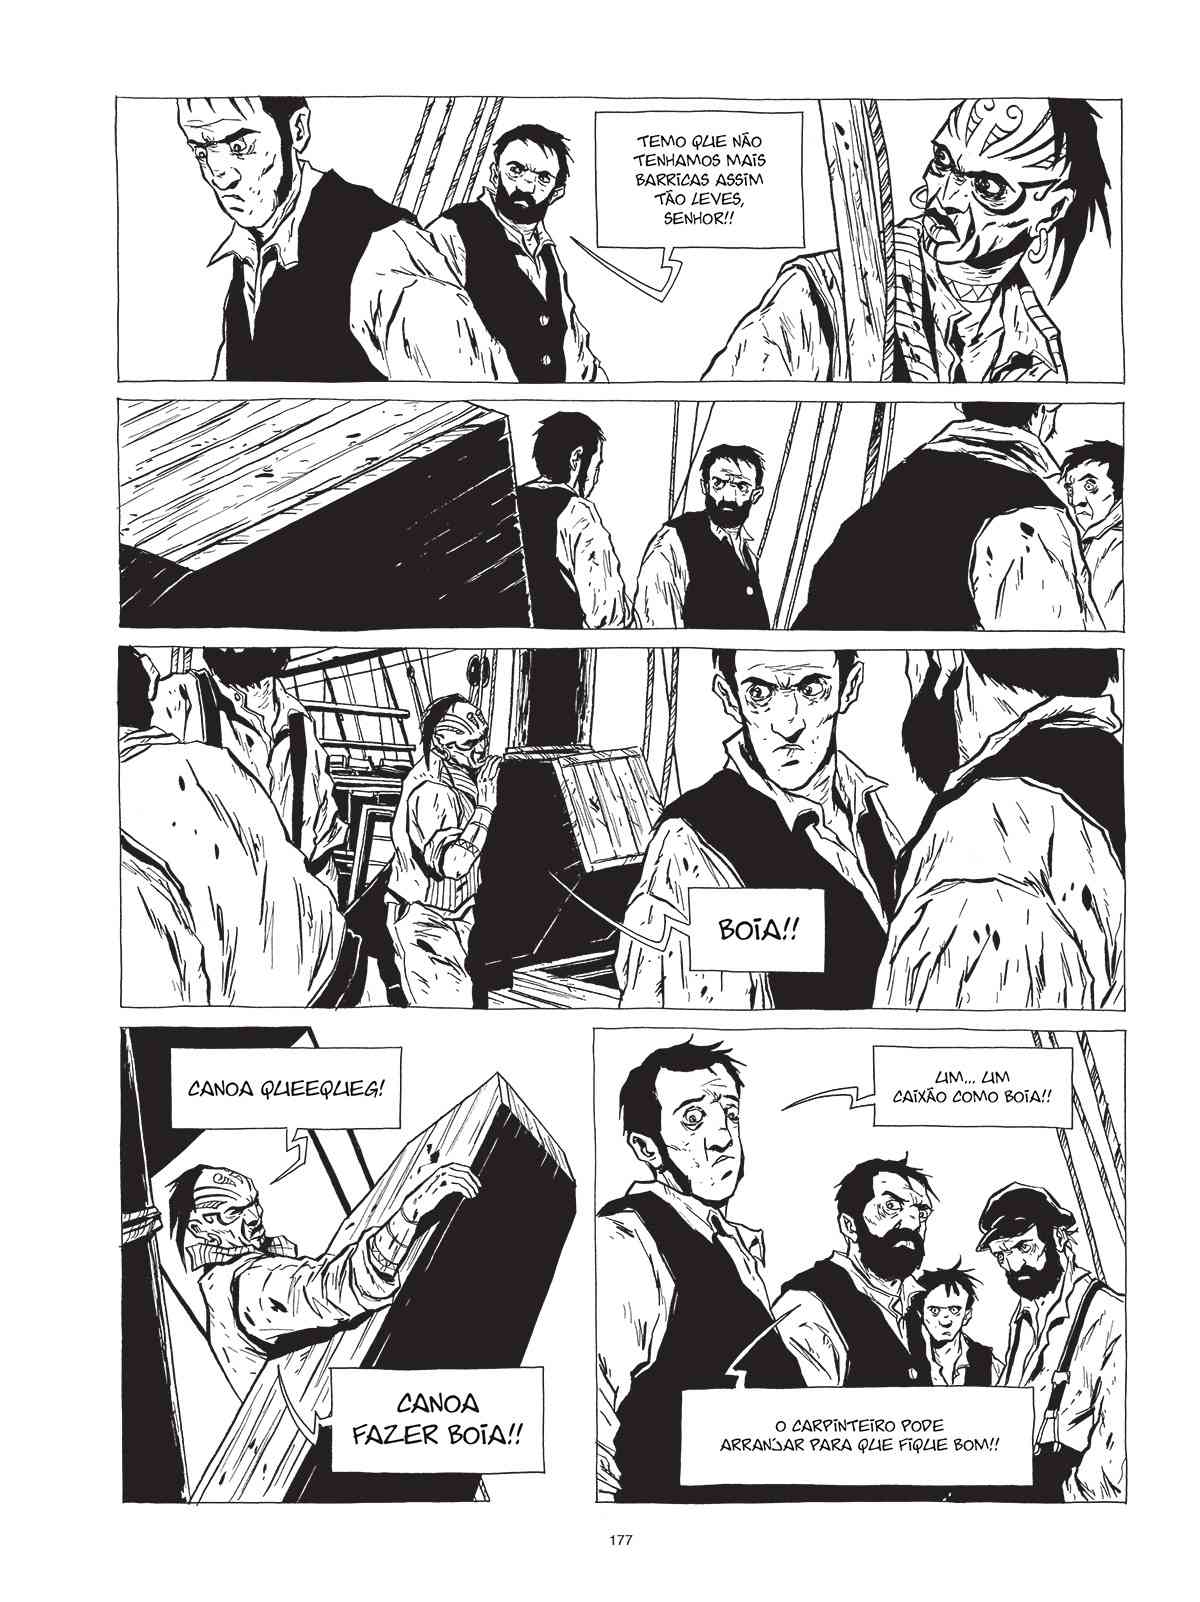 TEMO QUE NÃO
TENHAMOS MAIS
BARRICAS ASSIM
TÃO LEVES,
SENHOR!!
BOIA!!
CANOA QUEEQUEG!
CANOA
FAZER BOIA!!
UM... UM
CAIXÃO COMO BOIA!!
O CARPINTEIRO PODE
ARRANJAR PARA QUE FIQUE BOM!!
177